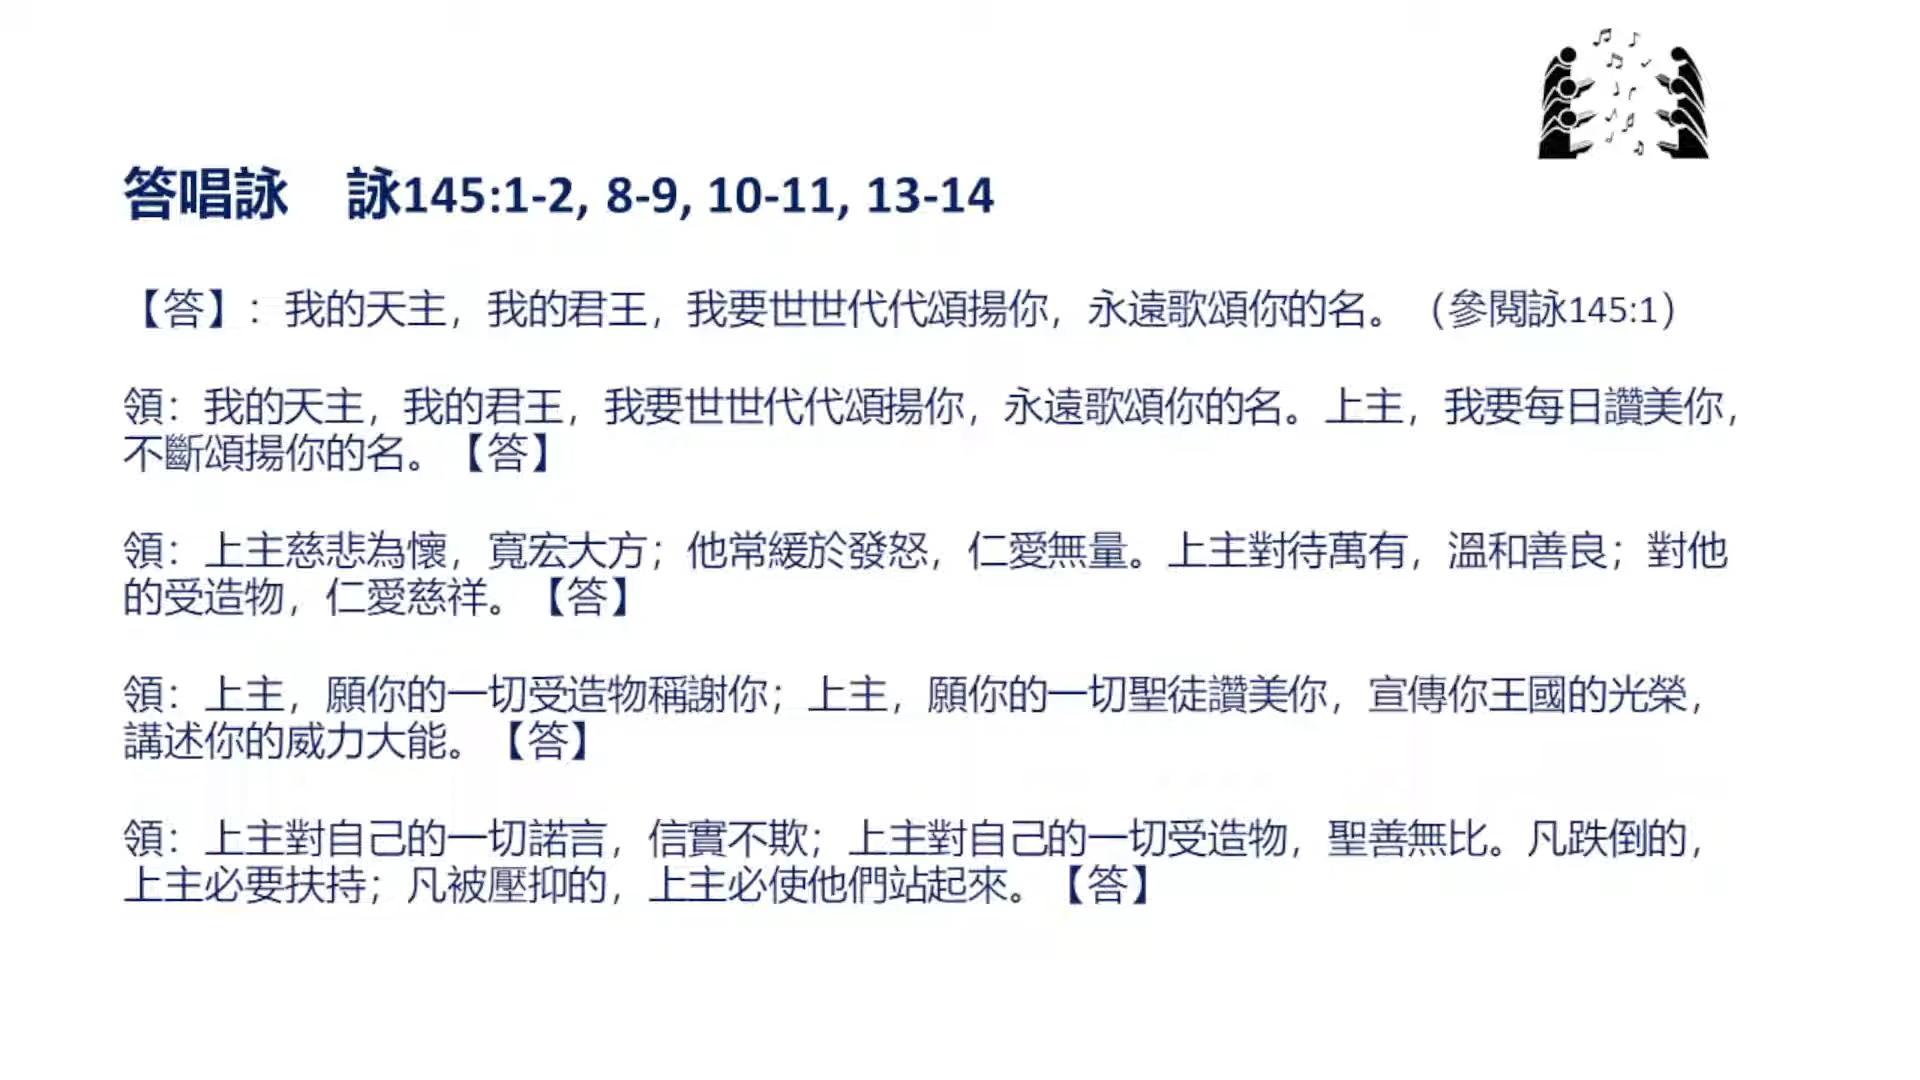 答唱詠　詠145:1-2, 8-9, 10-11, 13-14
【答】：我的天主，我的君王，我要世世代代頌揚你，永遠歌頌你的名。（參閱詠145:1）
領：我的天主，我的君王，我要世世代代頌揚你，永遠歌頌你的名。上主，我要每日讚美你，
不斷頌揚你的名。【答】
領：上主慈悲為懷，寬宏大方；他常緩於發怒，仁愛無量。上主對待萬有，溫和善良；對他
的受造物，仁愛慈祥。【答】
領：上主，願你的一切受造物稱謝你；上主，願你的一切聖徒讚美你，宣傳你王國的光榮，
講述你的威力大能。【答】
領：上主對自己的一切諾言，信實不欺；上主對自己的一切受造物，聖善無比。凡跌倒的，
上主必要扶持；凡被壓抑的，上主必使他們站起來。【答】